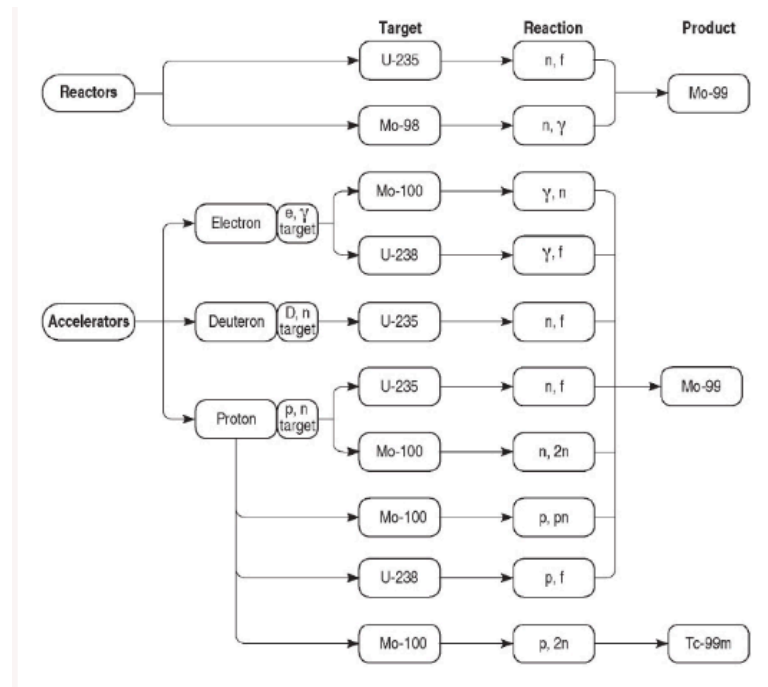 Target Reaction Product
U-235 n, f
Reactors Mo-99
Mo-98 n, γ
Mo-100 γ, n
Electron e, γ
target
U-238 γ, f
Accelerators Deuteron D, n
target U-235 n, f
U-235 n, f Mo-99
Proton p, n
target
Mo-100 n, 2n
Mo-100 p, pn
U-238 p, f
Mo-100 p, 2n Tc-99m